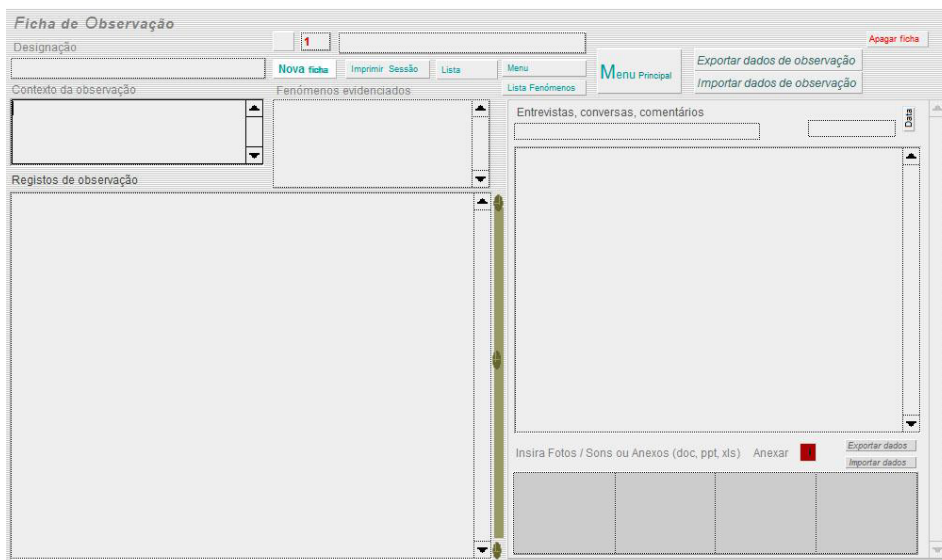 Ficha de Observação
Apagar ficha
Designação
1
Nova ficha
Imprimir Sessão
Lista
Menu
Menu Principal
Exportar dados de observação
Importar dados de observação
Contexto da observação
Fenómenos evidenciados
Lista Fenómenos
Entrevistas, conversas, comentários
Data
Registos de observação
Insira Fotos / Sons ou Anexos (doc, ppt, xls) Anexar
Exportar dados
Importar dados